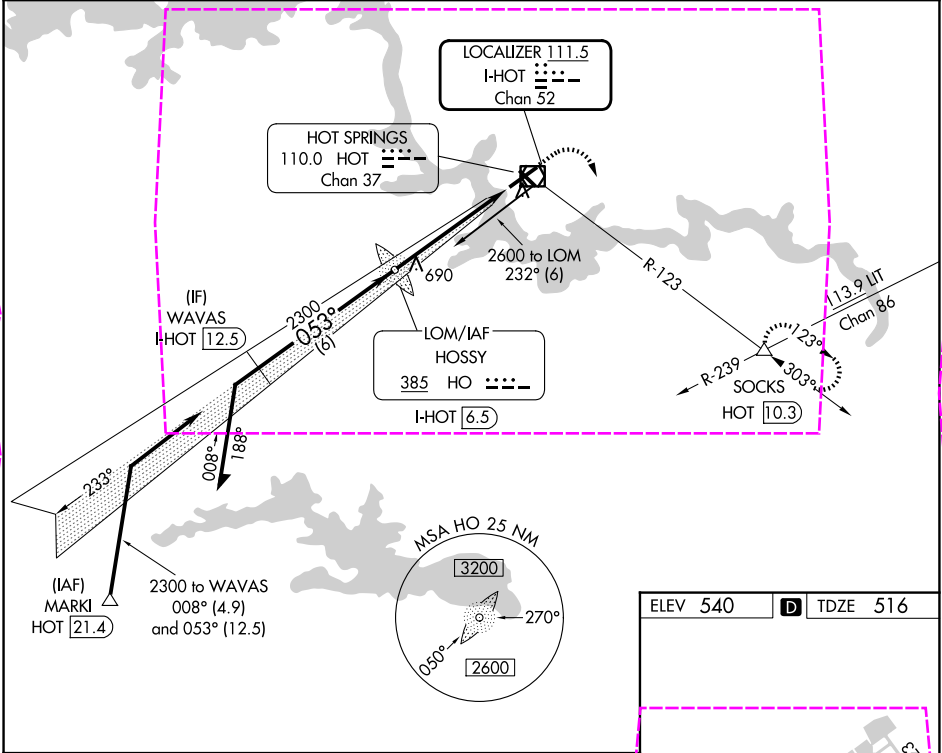 LOCALIZER 111.5
I-HOT
Chan 52
HOT SPRINGS
110.0 HOT
Chan 37
2600 to LOM
232° (6)
690
R-123
113.9 LIT
Chan 86
(IF)
WAVAS
I-HOT 12.5
2300
053°
(6)
LOM/IAF
HOSSY
385 HO
I-HOT 6.5
R-239
123°
303°
SOCKS
HOT 10.3
233°
008°
188°
(IAF)
MARKI
HOT 21.4
2300 to WAVAS
008° (4.9)
and 053° (12.5)
MSA HO 25 NM
3200
270°
050°
2600
ELEV 540 D TDZE 516